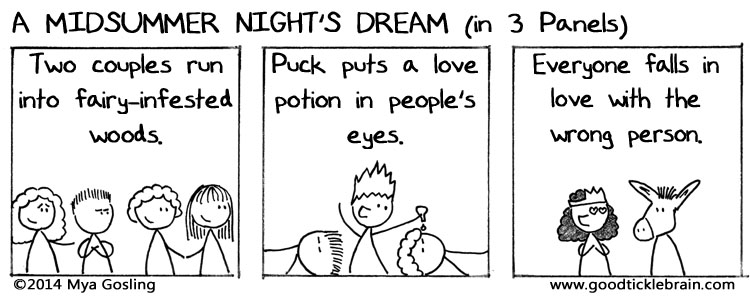 A MIDSUMMER NIGHT'S DREAM (in 3 Panels)
Two couples run
into fairy-infested
woods.
Puck puts a love
potion in people's
eyes.
Everyone falls in
love with the
wrong person.
©2014 Mya Gosling
www.goodticklebrain.com